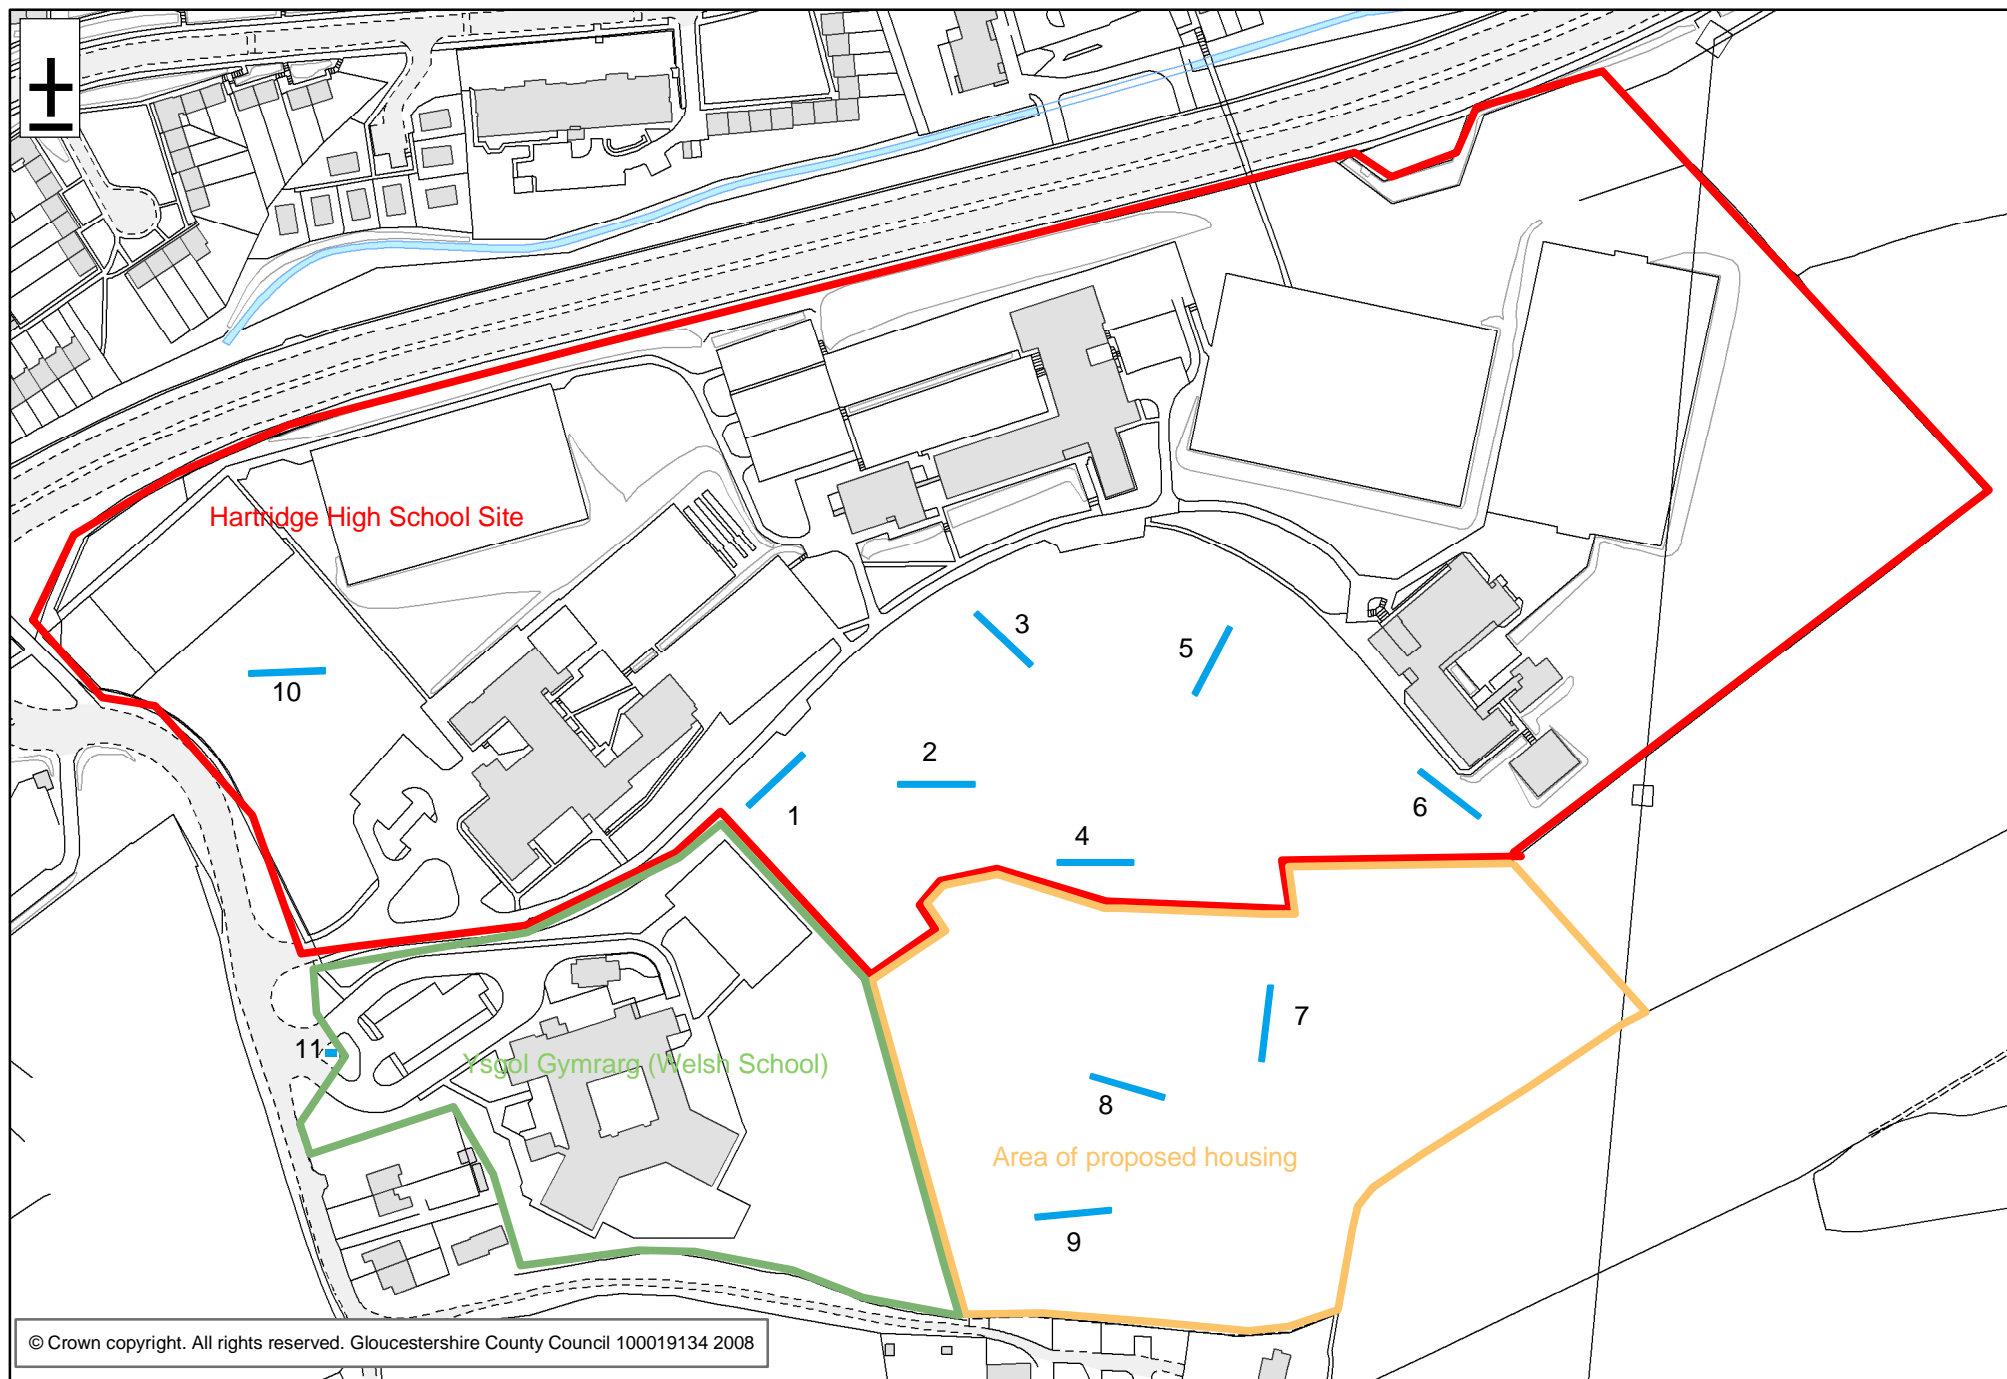 Hartridge High School Site
3
5
10
2
1
6
4
7
11
Ysgol Gymrarg (Welsh School)
8
Area of proposed housing
9
© Crown copyright. All rights reserved. Gloucestershire County Council 100019134 2008